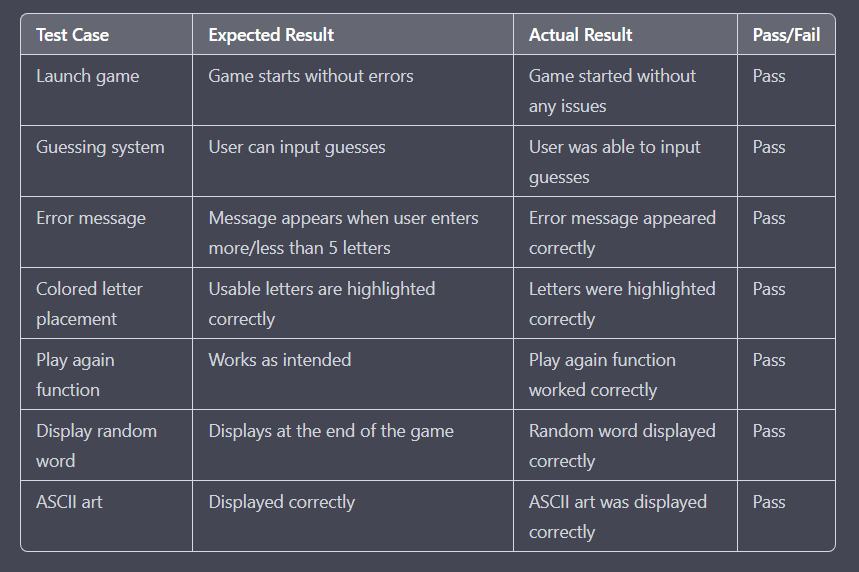 Test Case Expected Result Actual Result Pass/Fail
Launch game Game starts without errors Game started without Pass
any issues
Guessing system User can input guesses User was able to input Pass
guesses
Error message Message appears when user enters Error message appeared Pass
more/less than 5 letters correctly
Colored letter Usable letters are highlighted Letters were highlighted Pass
placement correctly correctly
Play again Works as intended Play again function Pass
function worked correctly
Display random Displays at the end of the game Random word displayed Pass
word correctly
ASCII art Displayed correctly ASCII art was displayed Pass
correctly